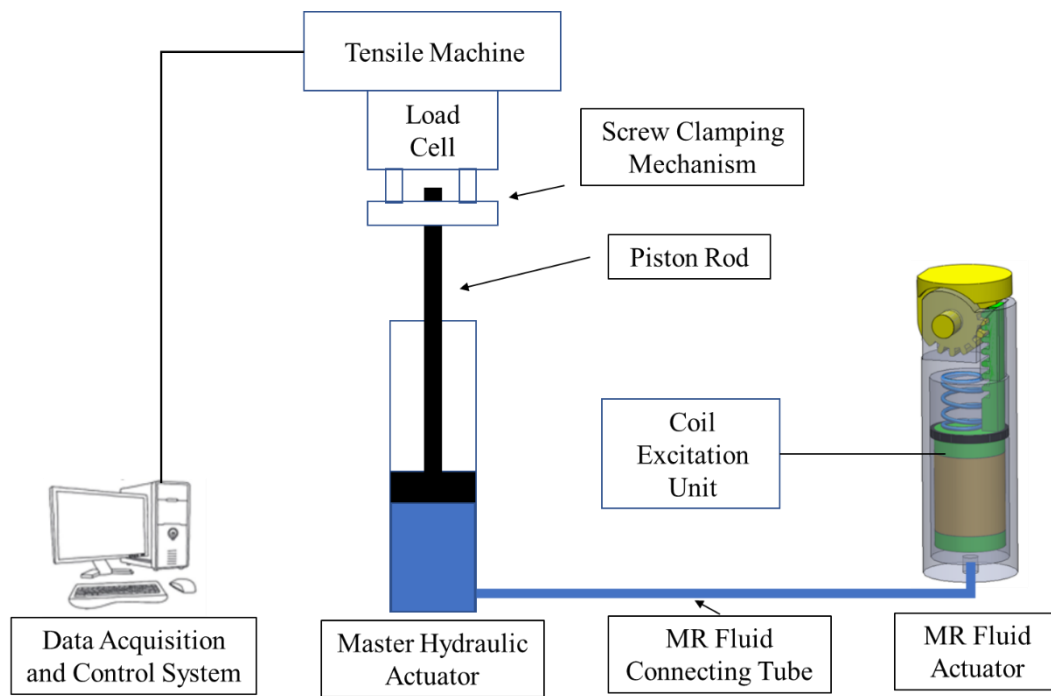 Tensile Machine
Load
Cell
Screw Clamping
Mechanism
Piston Rod
Coil
Excitation
Unit
Data Acquisition
and Control System
Master Hydraulic
Actuator
MR Fluid
Connecting Tube
MR Fluid
Actuator